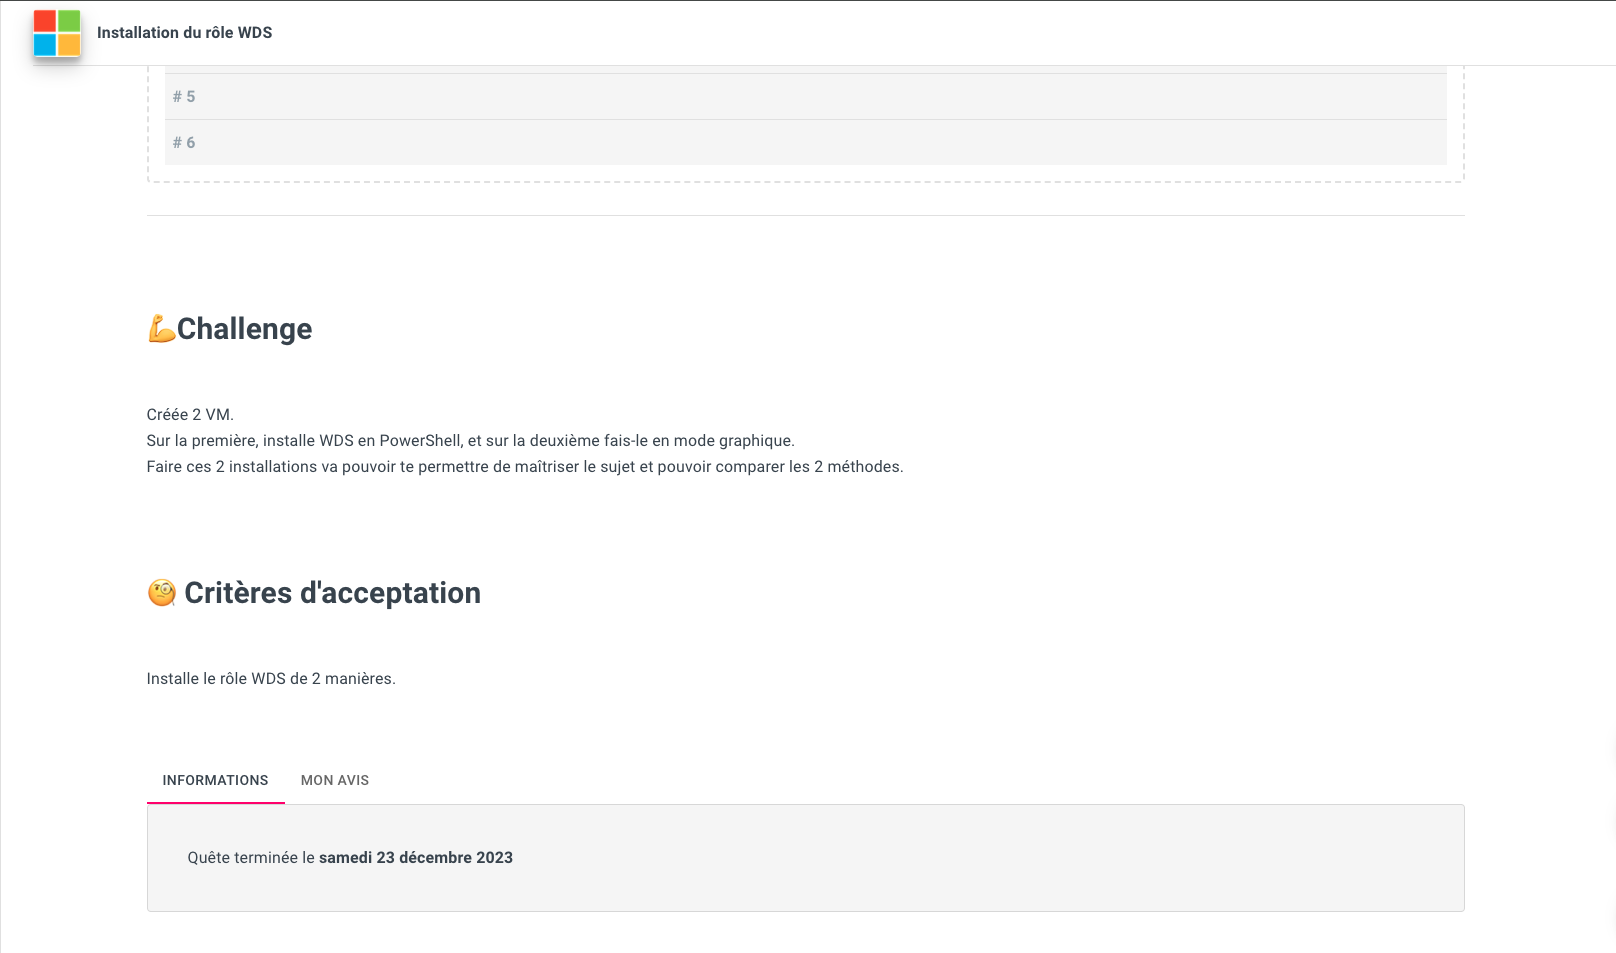 Installation du rôle WDS
# 5
# 6
💪Challenge
Créée 2 VM.
Sur la première, installe WDS en PowerShell, et sur la deuxième fais-le en mode graphique.
Faire ces 2 installations va pouvoir te permettre de maîtriser le sujet et pouvoir comparer les 2 méthodes.
🧐 Critères d'acceptation
Installe le rôle WDS de 2 manières.
INFORMATIONS MON AVIS
Quête terminée le samedi 23 décembre 2023